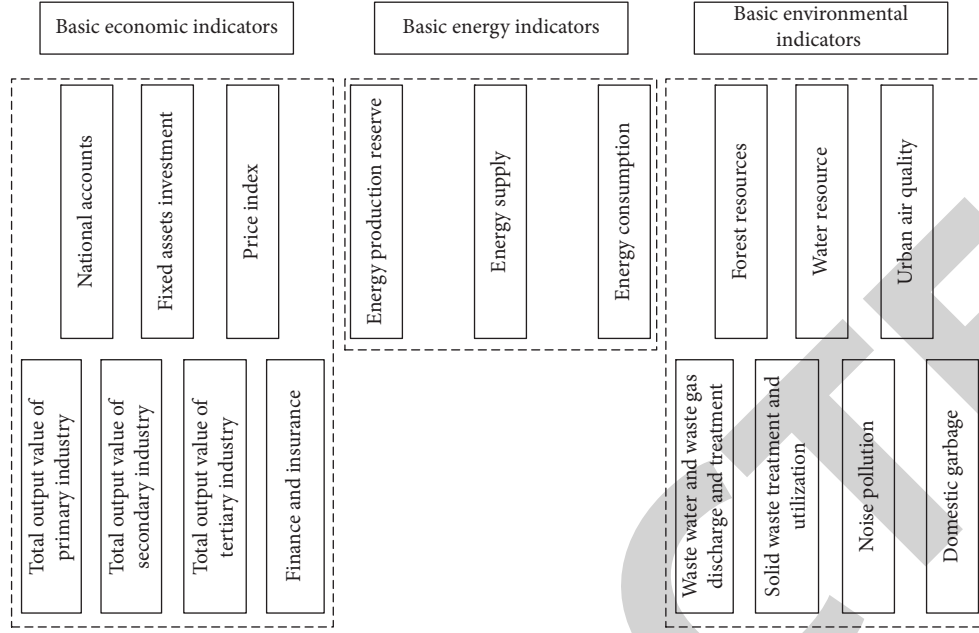 Basic economic indicators
Basic energy indicators
Basic environmental
indicators
National accounts
Fixed assets investment
Price index
Energy production reserve
Energy supply
Energy consumption
Forest resources
Water resource
Urban air quality
Total output value of
primary industry
Total output value of
secondary industry
Total output value of
tertiary industry
Finance and insurance
Waste water and waste gas
discharge and treatment
Solid waste treatment and
utilization
Noise pollution
Domestic garbage